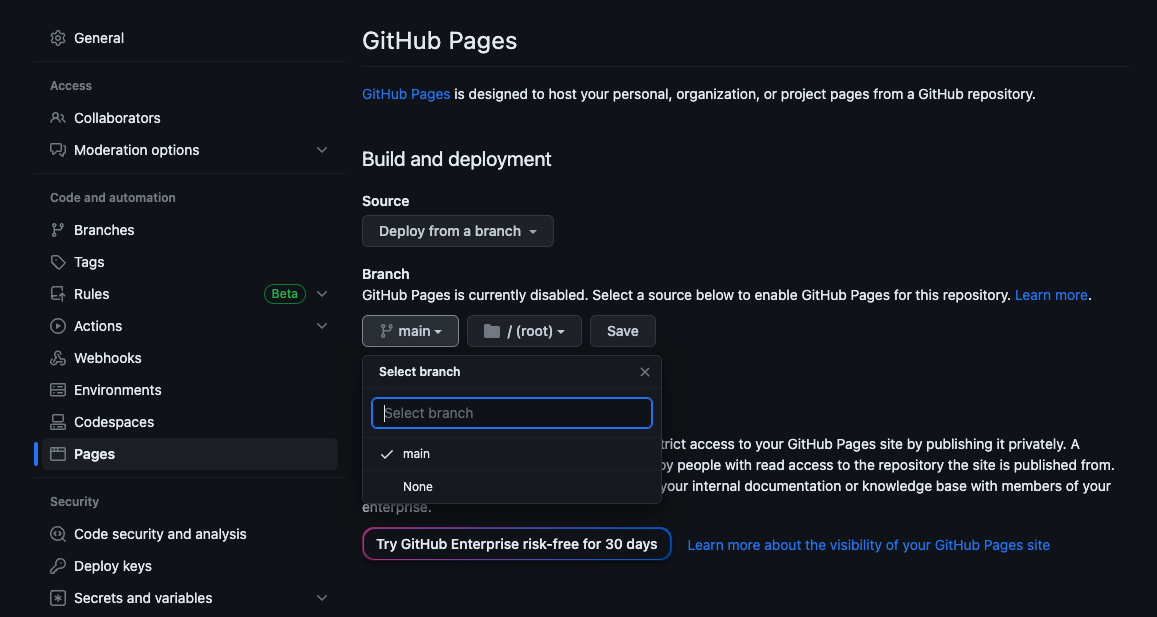 General
Access
Collaborators
Moderation options
Code and automation
Branches
Tags
Rules Beta
Actions
Webhooks
Environments
Codespaces
Pages
Security
Code security and analysis
Deploy keys
Secrets and variables
GitHub Pages
GitHub Pages is designed to host your personal, organization, or project pages from a GitHub repository.
Build and deployment
Source
Deploy from a branch
Branch
GitHub Pages is currently disabled. Select a source below to enable GitHub Pages for this repository. Learn more.
main / (root) Save
Select branch
Select branch
main
None
access to your GitHub Pages site by publishing it privately. A
by people with read access to the repository the site is published from.
your internal documentation or knowledge base with members of your
enterprise.
Try GitHub Enterprise risk-free for 30 days Learn more about the visibility of your GitHub Pages site